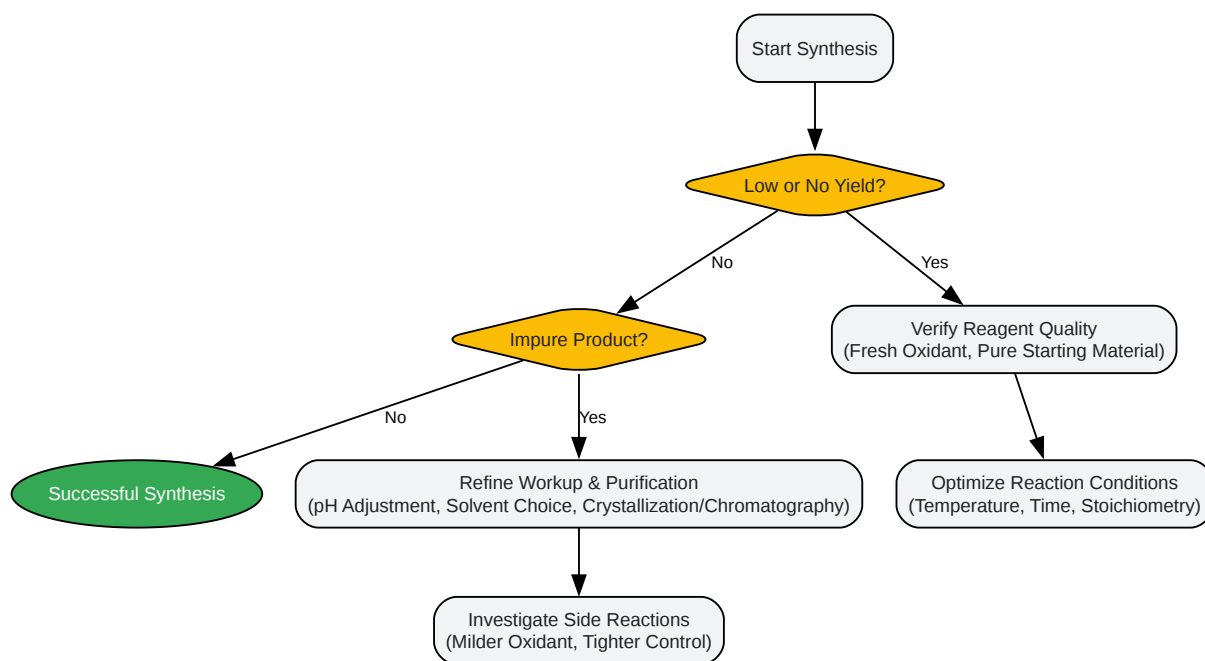 Start Synthesis
Low or No Yield?
No
Yes
Impure Product?
Verify Reagent Quality
(Fresh Oxidant, Pure Starting Material)
No
Yes
Successful Synthesis
Refine Workup & Purification
(pH Adjustment, Solvent Choice, Crystallization/Chromatography)
Optimize Reaction Conditions
(Temperature, Time, Stoichiometry)
Investigate Side Reactions
(Milder Oxidant, Tighter Control)